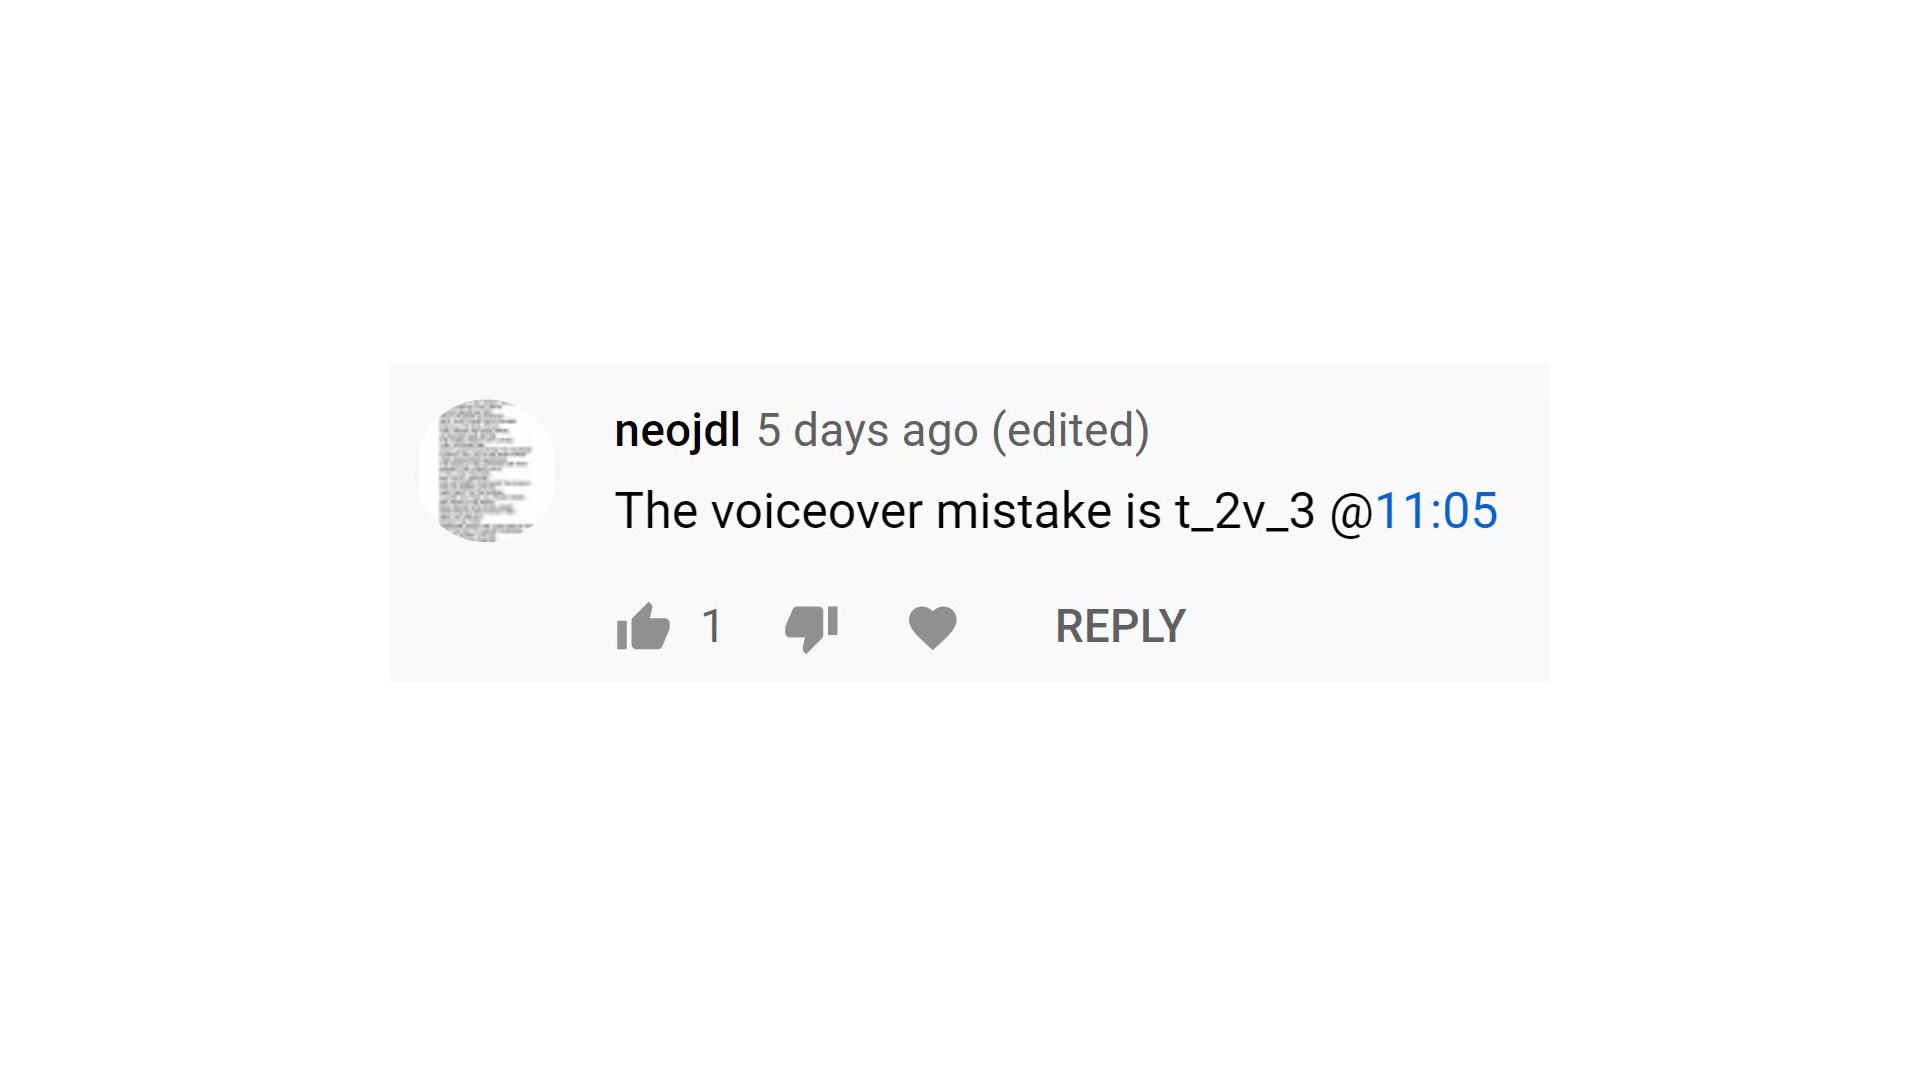 neojdl 5 days ago (edited)
The voiceover mistake is t_2v_3 @11:05
1 REPLY